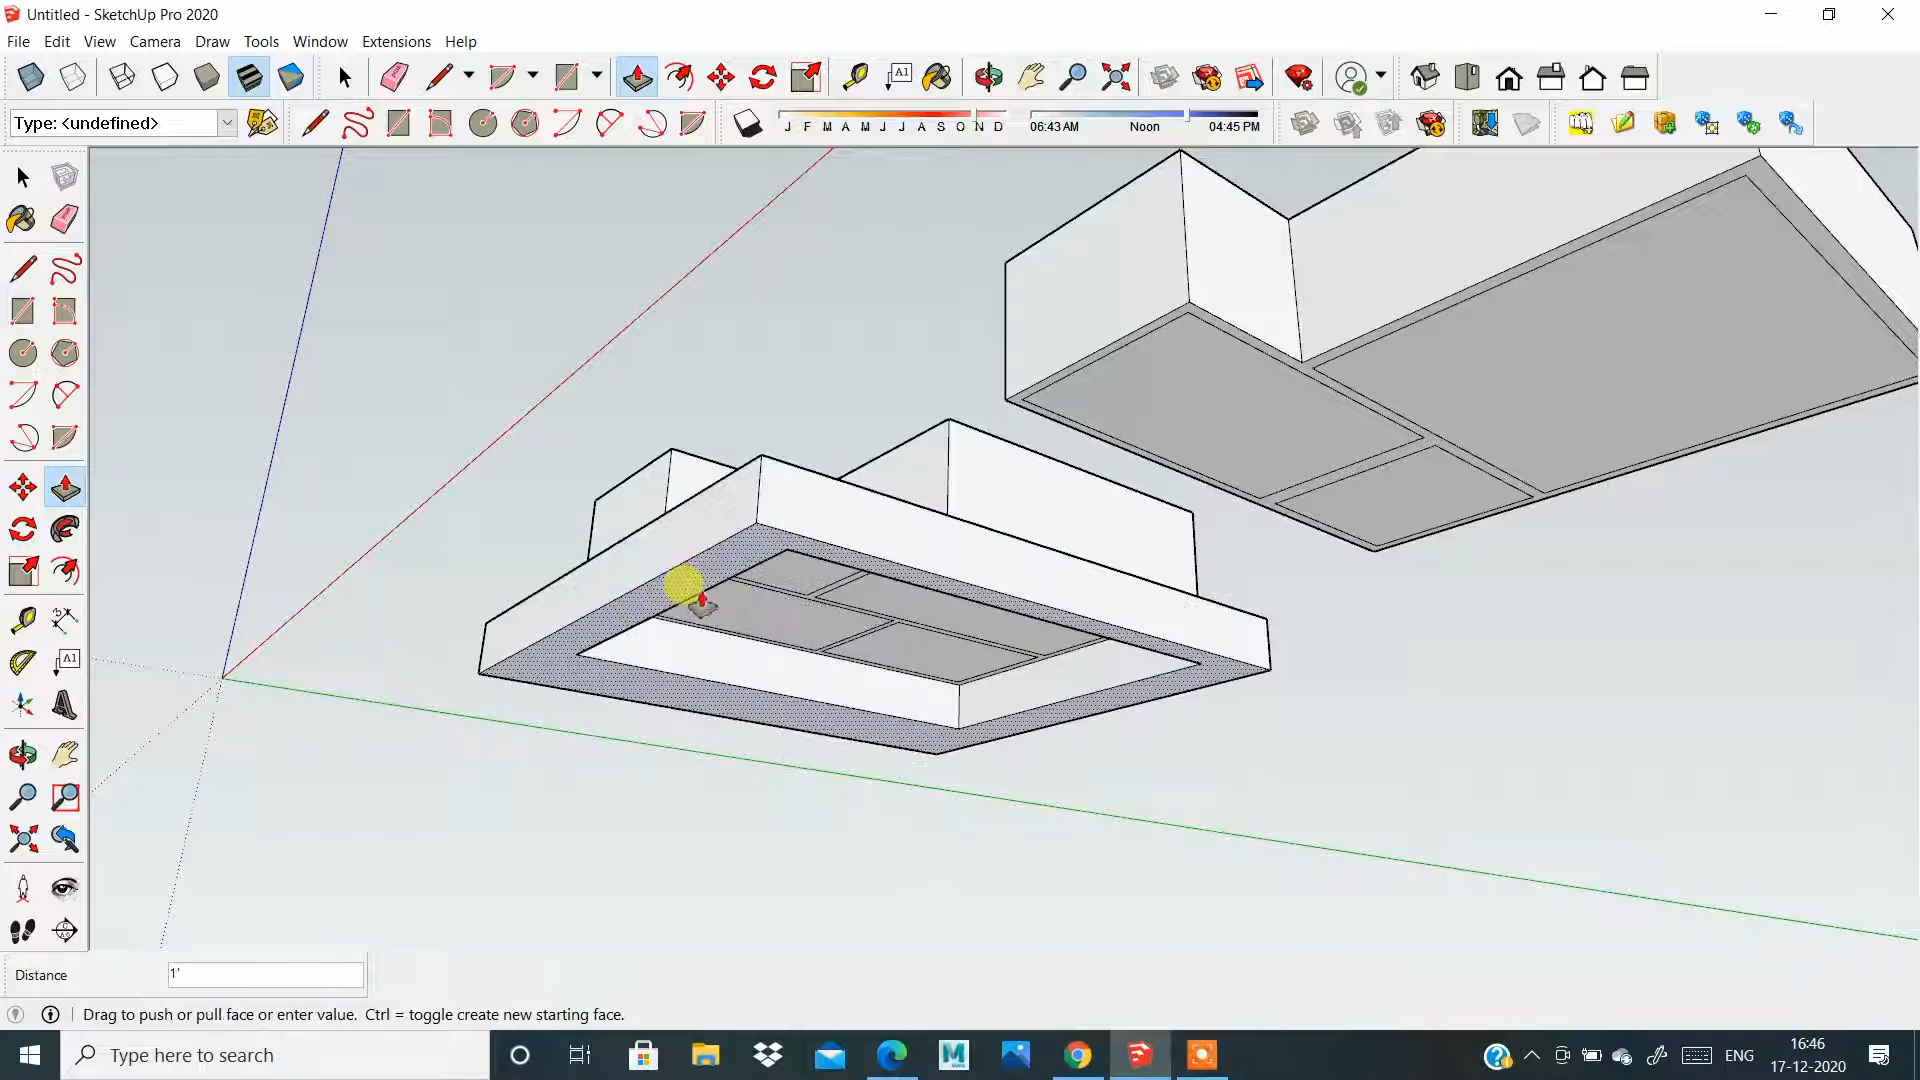 Untitled - SketchUp Pro 2020
File Edit View Camera Draw Tools Window Extensions Help
A1
Type: <undefined>
J F M A M J J A S O N D
06:43 AM Noon 04:45 PM
A1
Distance 1'
Drag to push or pull face or enter value. Ctrl = toggle create new starting face.
Type here to search
ENG
16:46
17-12-2020